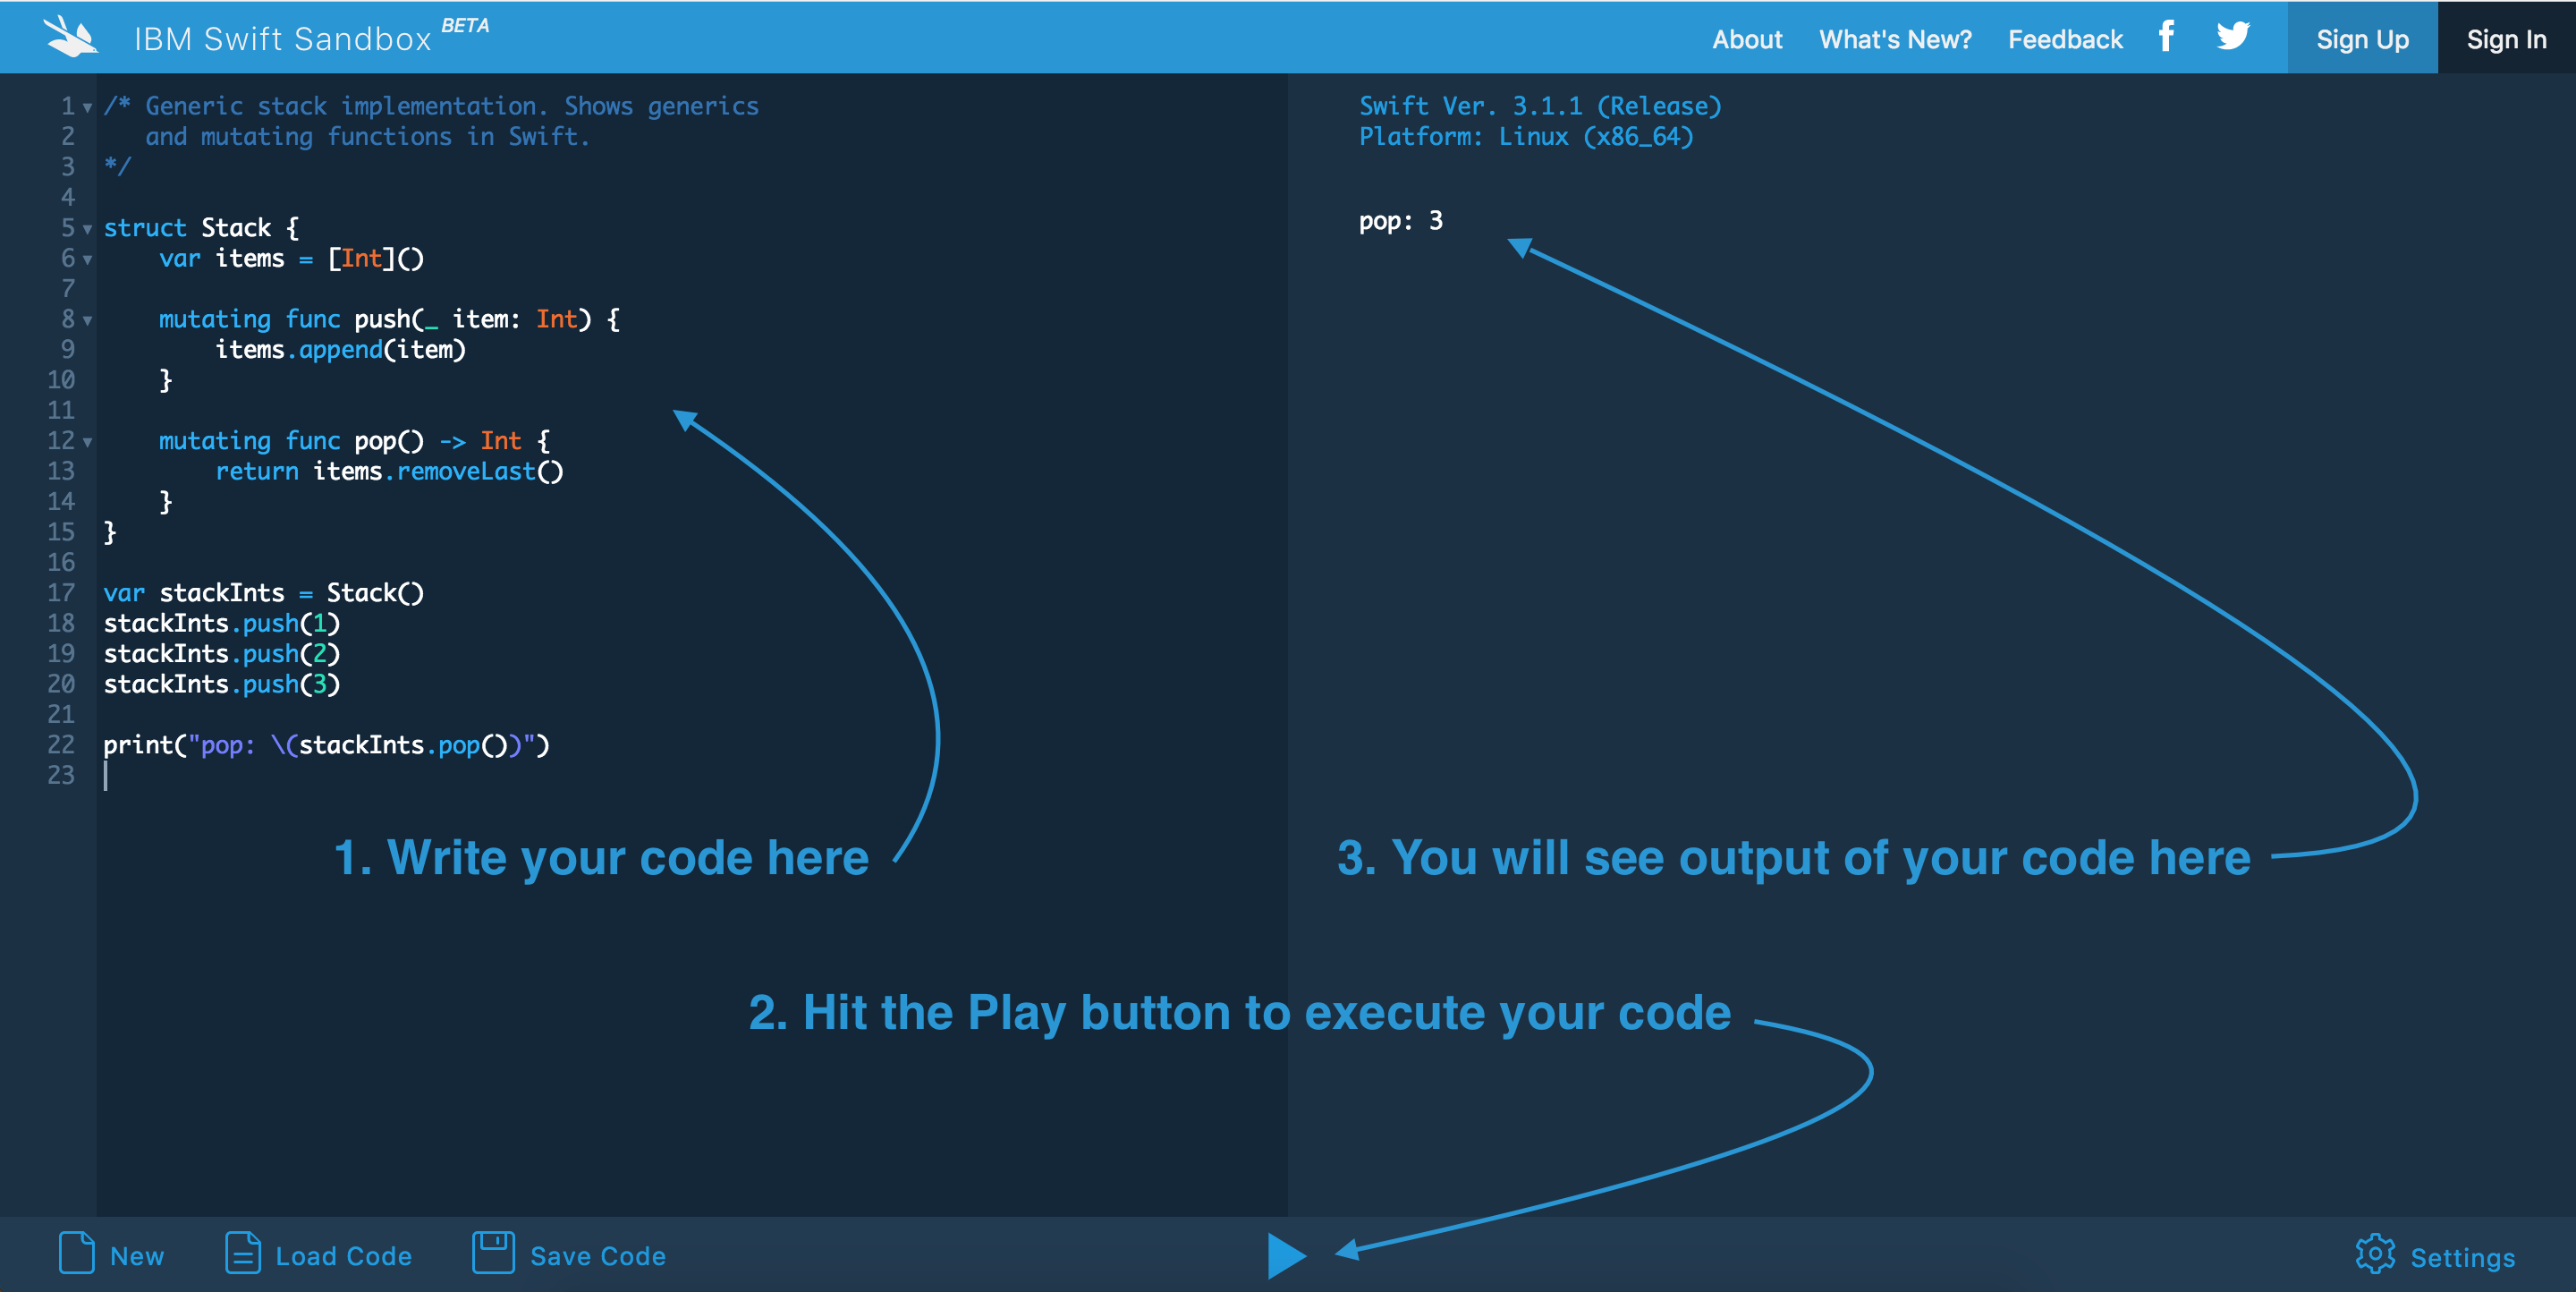 IBM Swift Sandbox BETA
About What's New? Feedback Sign Up Sign In
1 /* Generic stack implementation. Shows generics
2    and mutating functions in Swift.
3 */
4
5 struct Stack {
6     var items = [Int]()
7
8     mutating func push(_ item: Int) {
9         items.append(item)
10     }
11
12     mutating func pop() -> Int {
13         return items.removeLast()
14     }
15 }
16
17 var stackInts = Stack()
18 stackInts.push(1)
19 stackInts.push(2)
20 stackInts.push(3)
21
22 print("pop: \(stackInts.pop())")
23
Swift Ver. 3.1.1 (Release)
Platform: Linux (x86_64)
pop: 3
1. Write your code here
3. You will see output of your code here
2. Hit the Play button to execute your code
New Load Code Save Code Settings